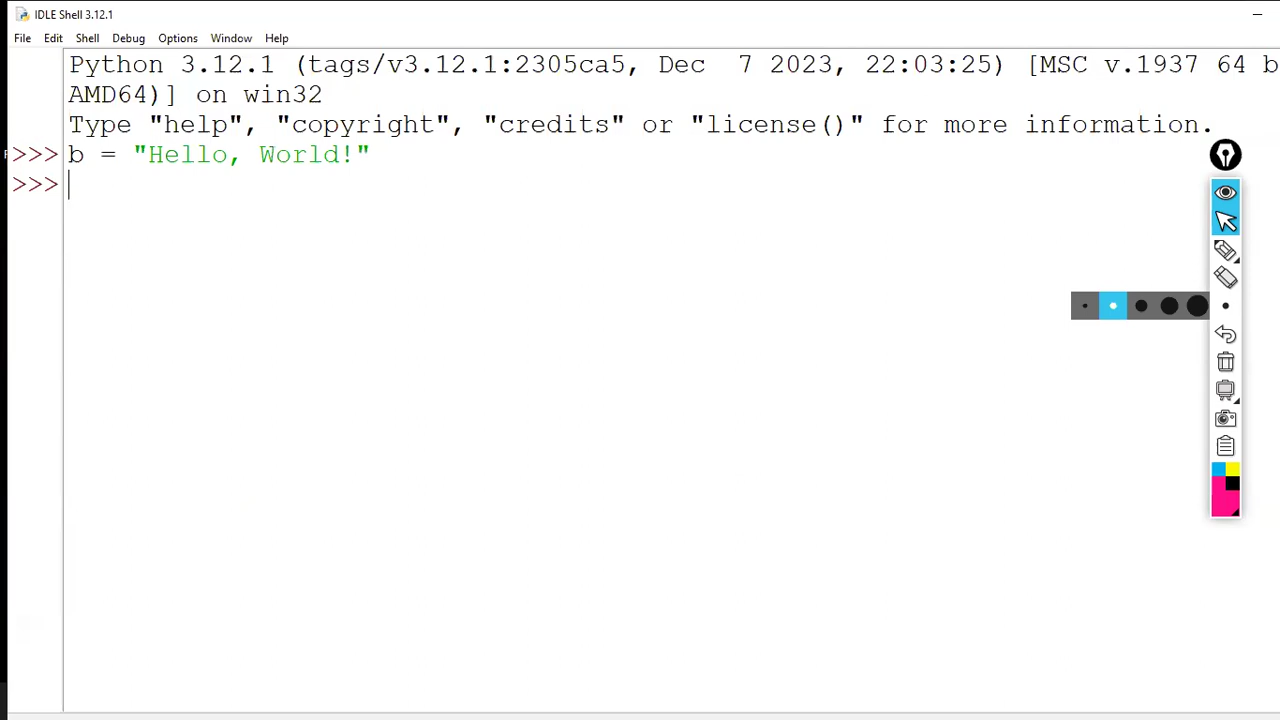 IDLE Shell 3.12.1
File Edit Shell Debug Options Window Help
Python 3.12.1 (tags/v3.12.1:2305ca5, Dec  7 2023, 22:03:25) [MSC v.1937 64 b
AMD64)] on win32
Type "help", "copyright", "credits" or "license()" for more information.
>>> b = "Hello, World!"
>>>